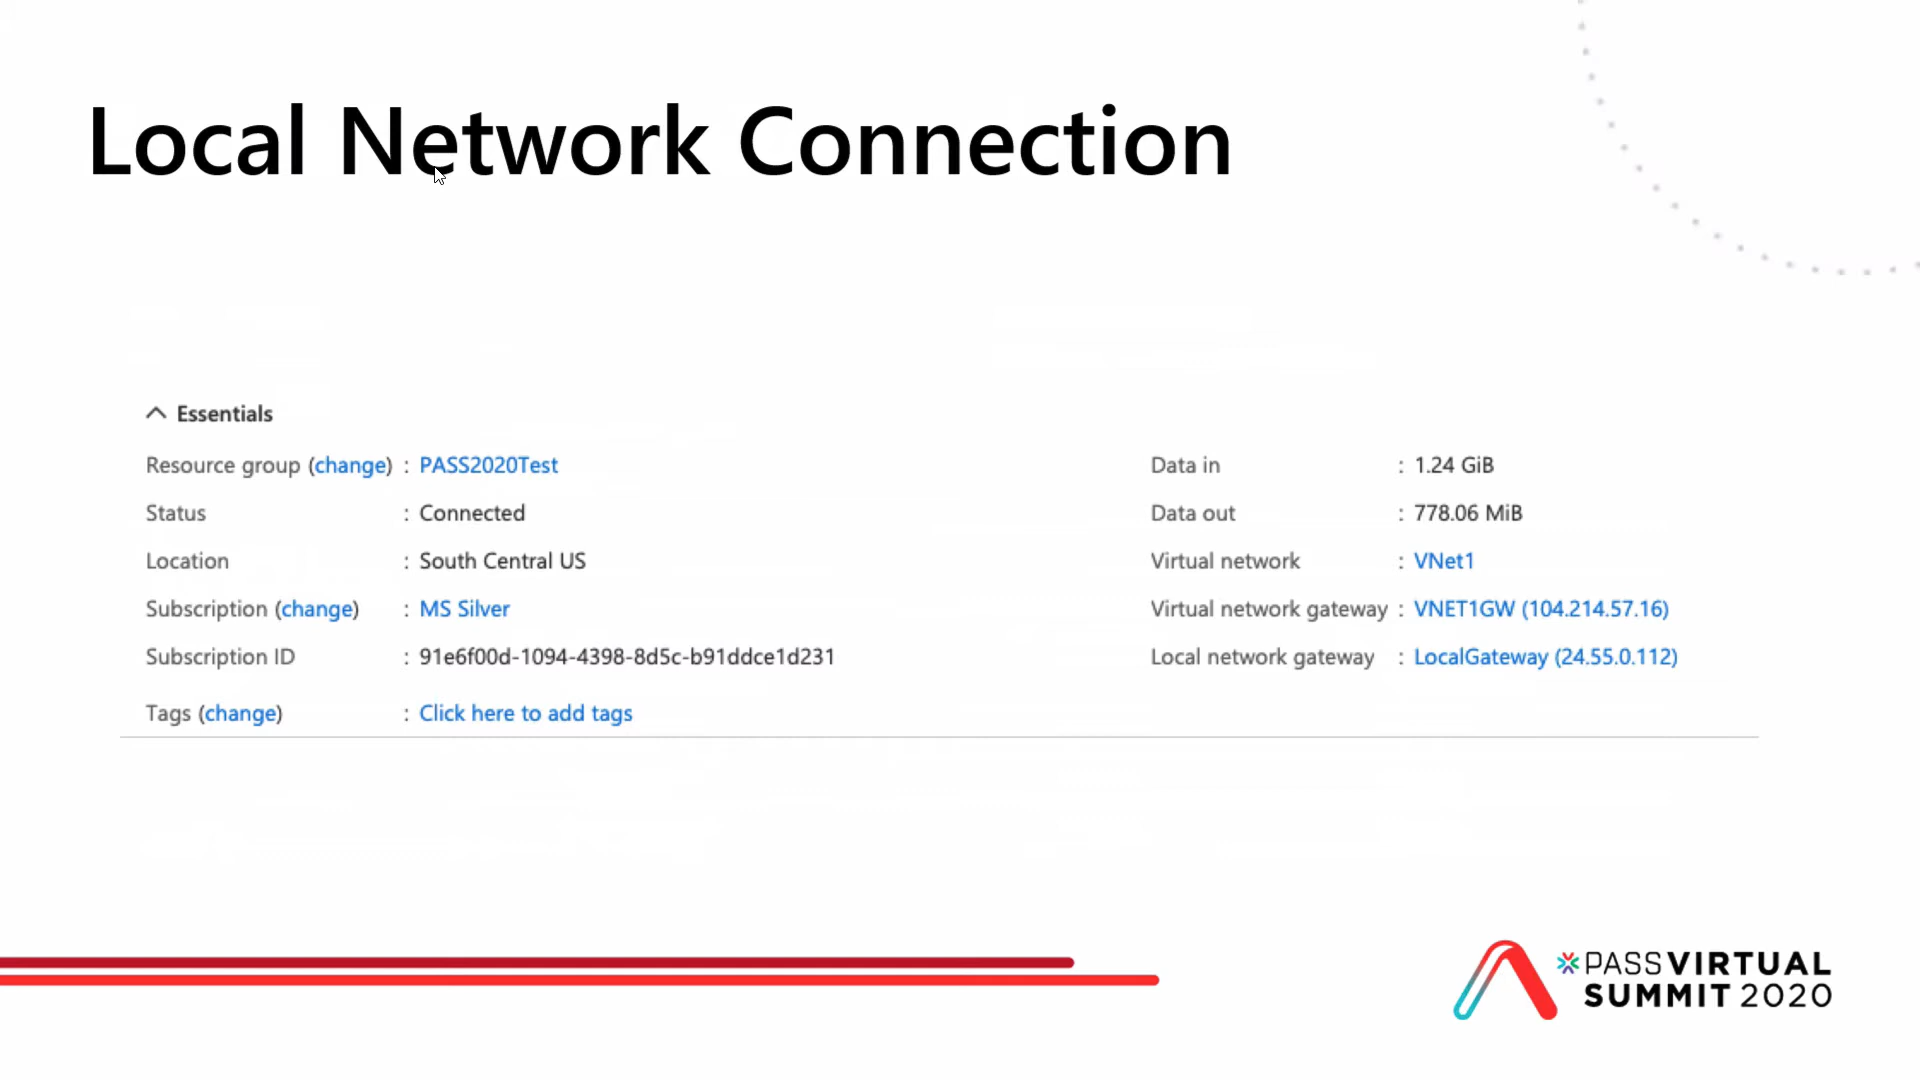 Local Network Connection
Essentials
Resource group (change) : PASS2020Test
Status : Connected
Location : South Central US
Subscription (change) : MS Silver
Subscription ID : 91e6f00d-1094-4398-8d5c-b91ddce1d231
Tags (change) : Click here to add tags
Data in : 1.24 GiB
Data out : 778.06 MiB
Virtual network : VNet1
Virtual network gateway : VNET1GW (104.214.57.16)
Local network gateway : LocalGateway (24.55.0.112)
PASS VIRTUAL
SUMMIT 2020